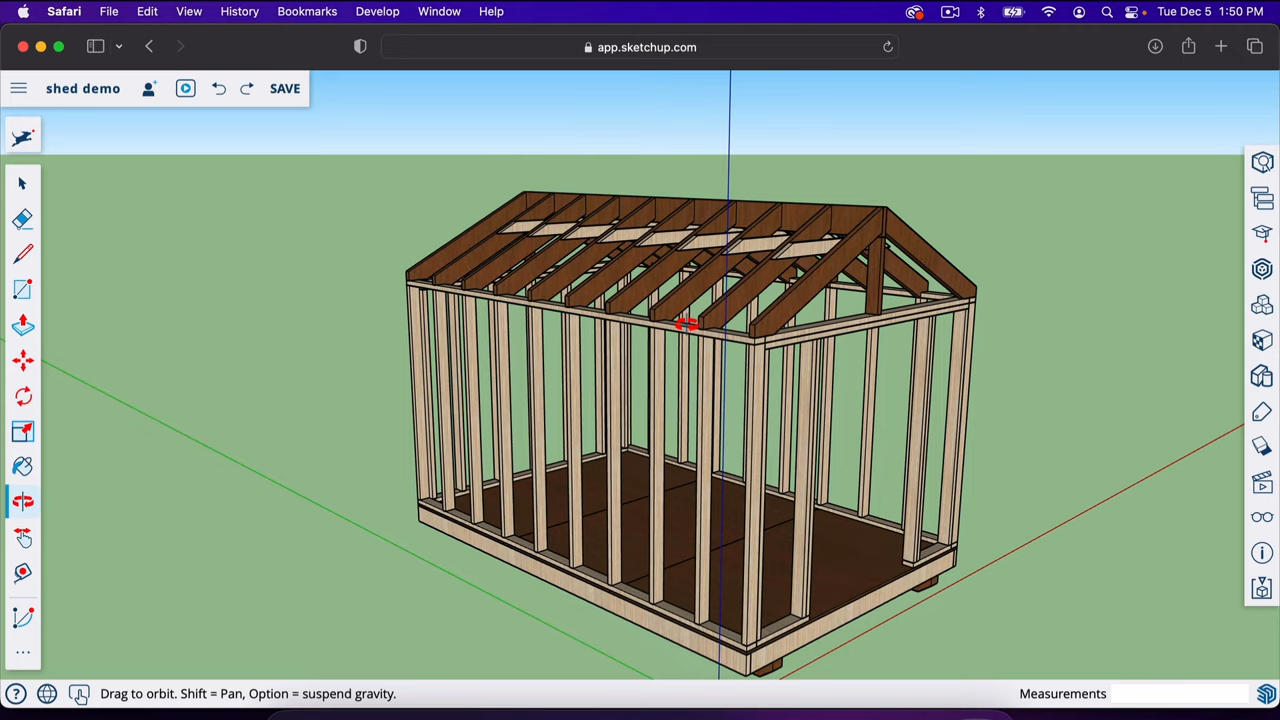 Safari File Edit View History Bookmarks Develop Window Help Tue Dec 5 1:50 PM
app.sketchup.com
shed demo SAVE
Drag to orbit. Shift = Pan, Option = suspend gravity. Measurements